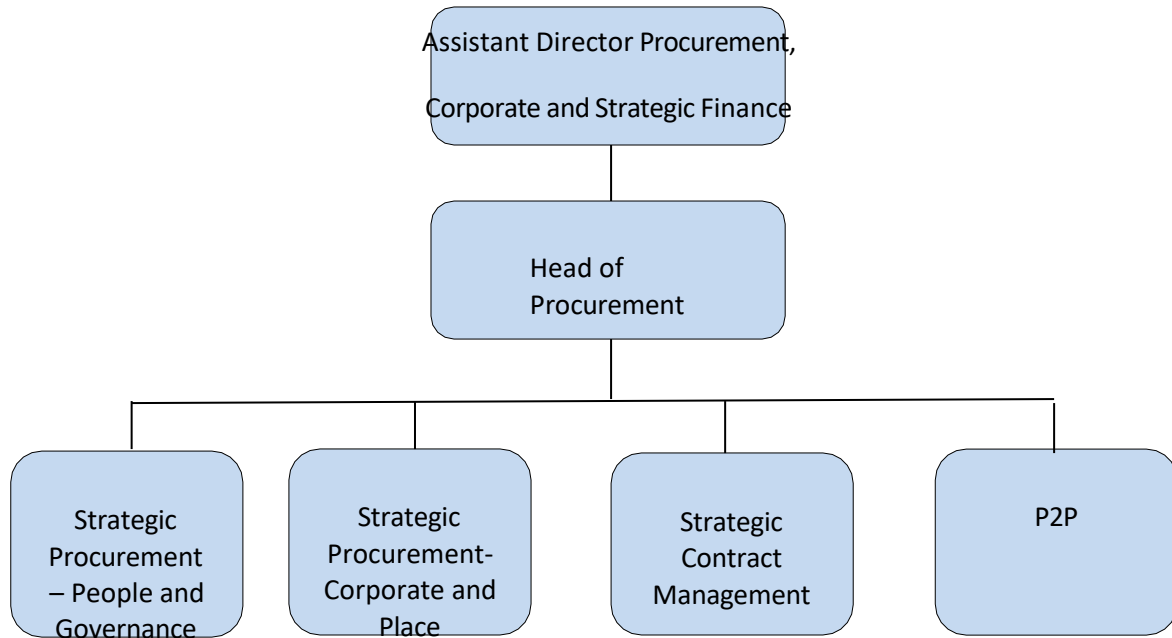 Assistant Director Procurement,
Corporate and Strategic Finance
Head of
Procurement
Strategic
Procurement
– People and
Governance
Strategic
Procurement-
Corporate and
Place
Strategic
Contract
Management
P2P